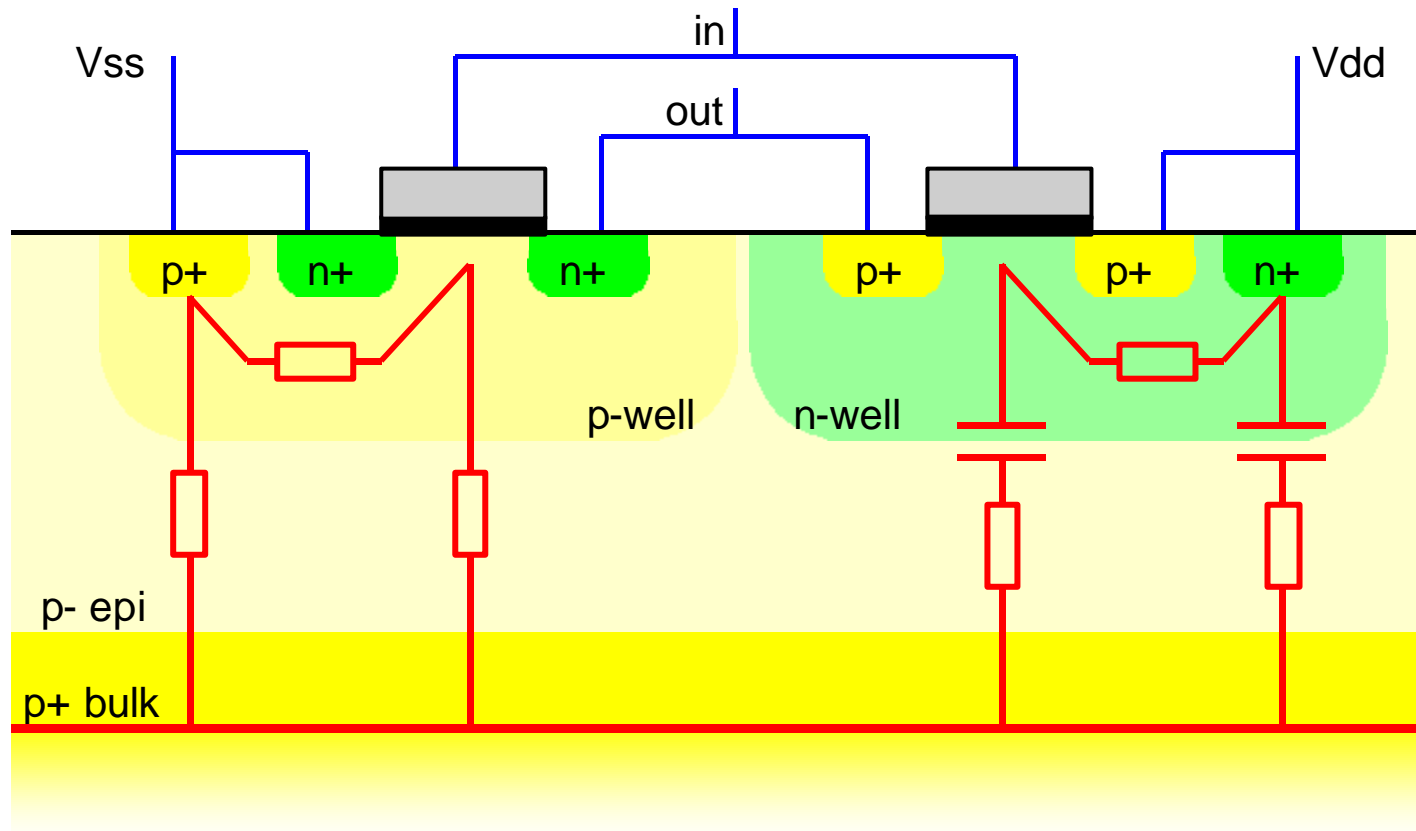 in
Vss
Vdd
out
p+
n+
n+
p+
p+
n+
p-well
n-well
p- epi
p+ bulk